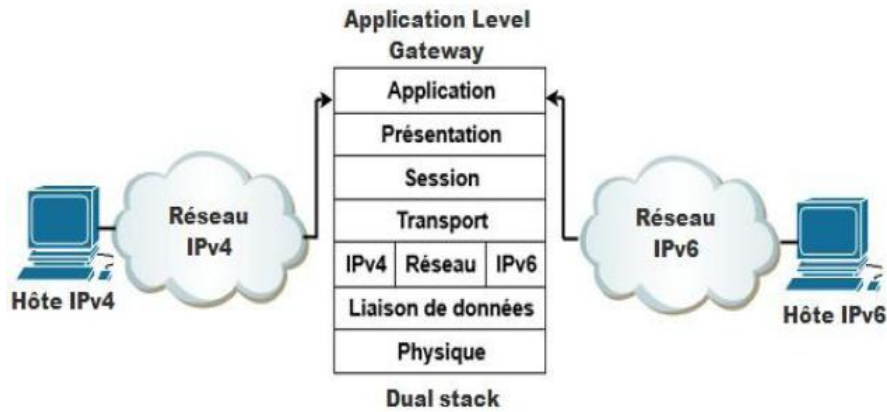 Application Level
Gateway
Application
Présentation
Session
Transport
IPv4 Réseau IPv6
Liaison de données
Physique
Dual stack
Réseau
IPv4
Hôte IPv4
Réseau
IPv6
Hôte IPv6